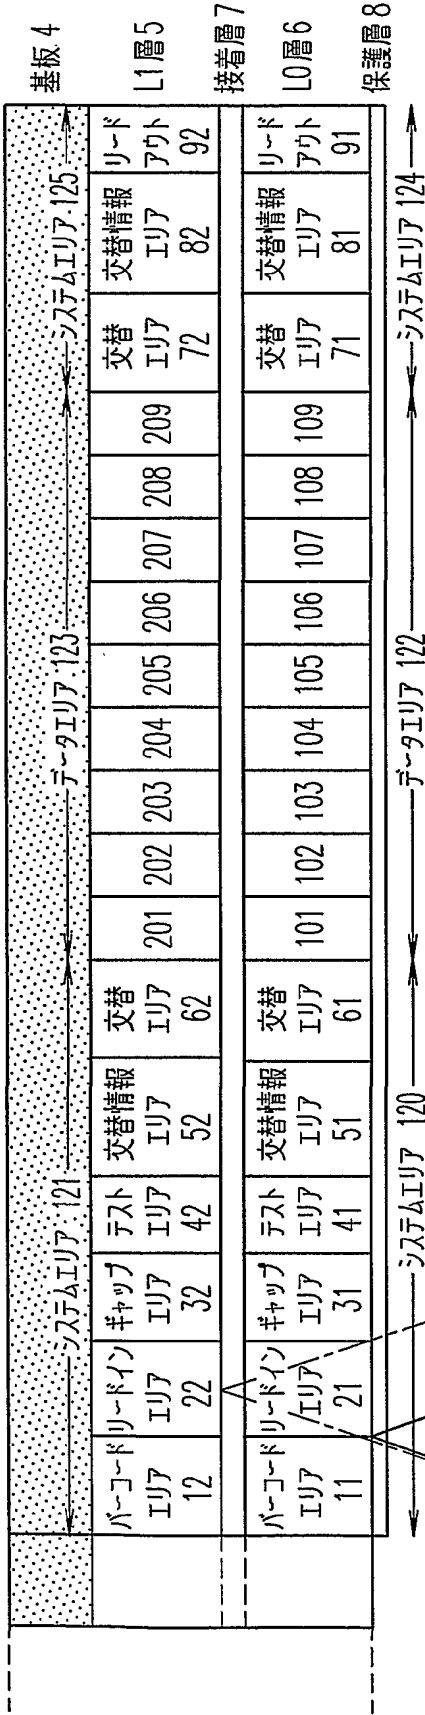 基板 4
L1層 5
接着層 7
L0層 6
保護層 8
システムエリア 121
データエリア 123
システムエリア 125
バーコード
エリア
12
リードイン
エリア
22
ギャップ
エリア
32
テスト
エリア
42
交替情報
エリア
52
交替
エリア
62
201
202
203
204
205
206
207
208
209
交替
エリア
72
交替情報
エリア
82
リード
アウト
92
バーコード
エリア
11
リードイン
エリア
21
ギャップ
エリア
31
テスト
エリア
41
交替情報
エリア
51
交替
エリア
61
101
102
103
104
105
106
107
108
109
交替
エリア
71
交替情報
エリア
81
リード
アウト
91
システムエリア 120
データエリア 122
システムエリア 124